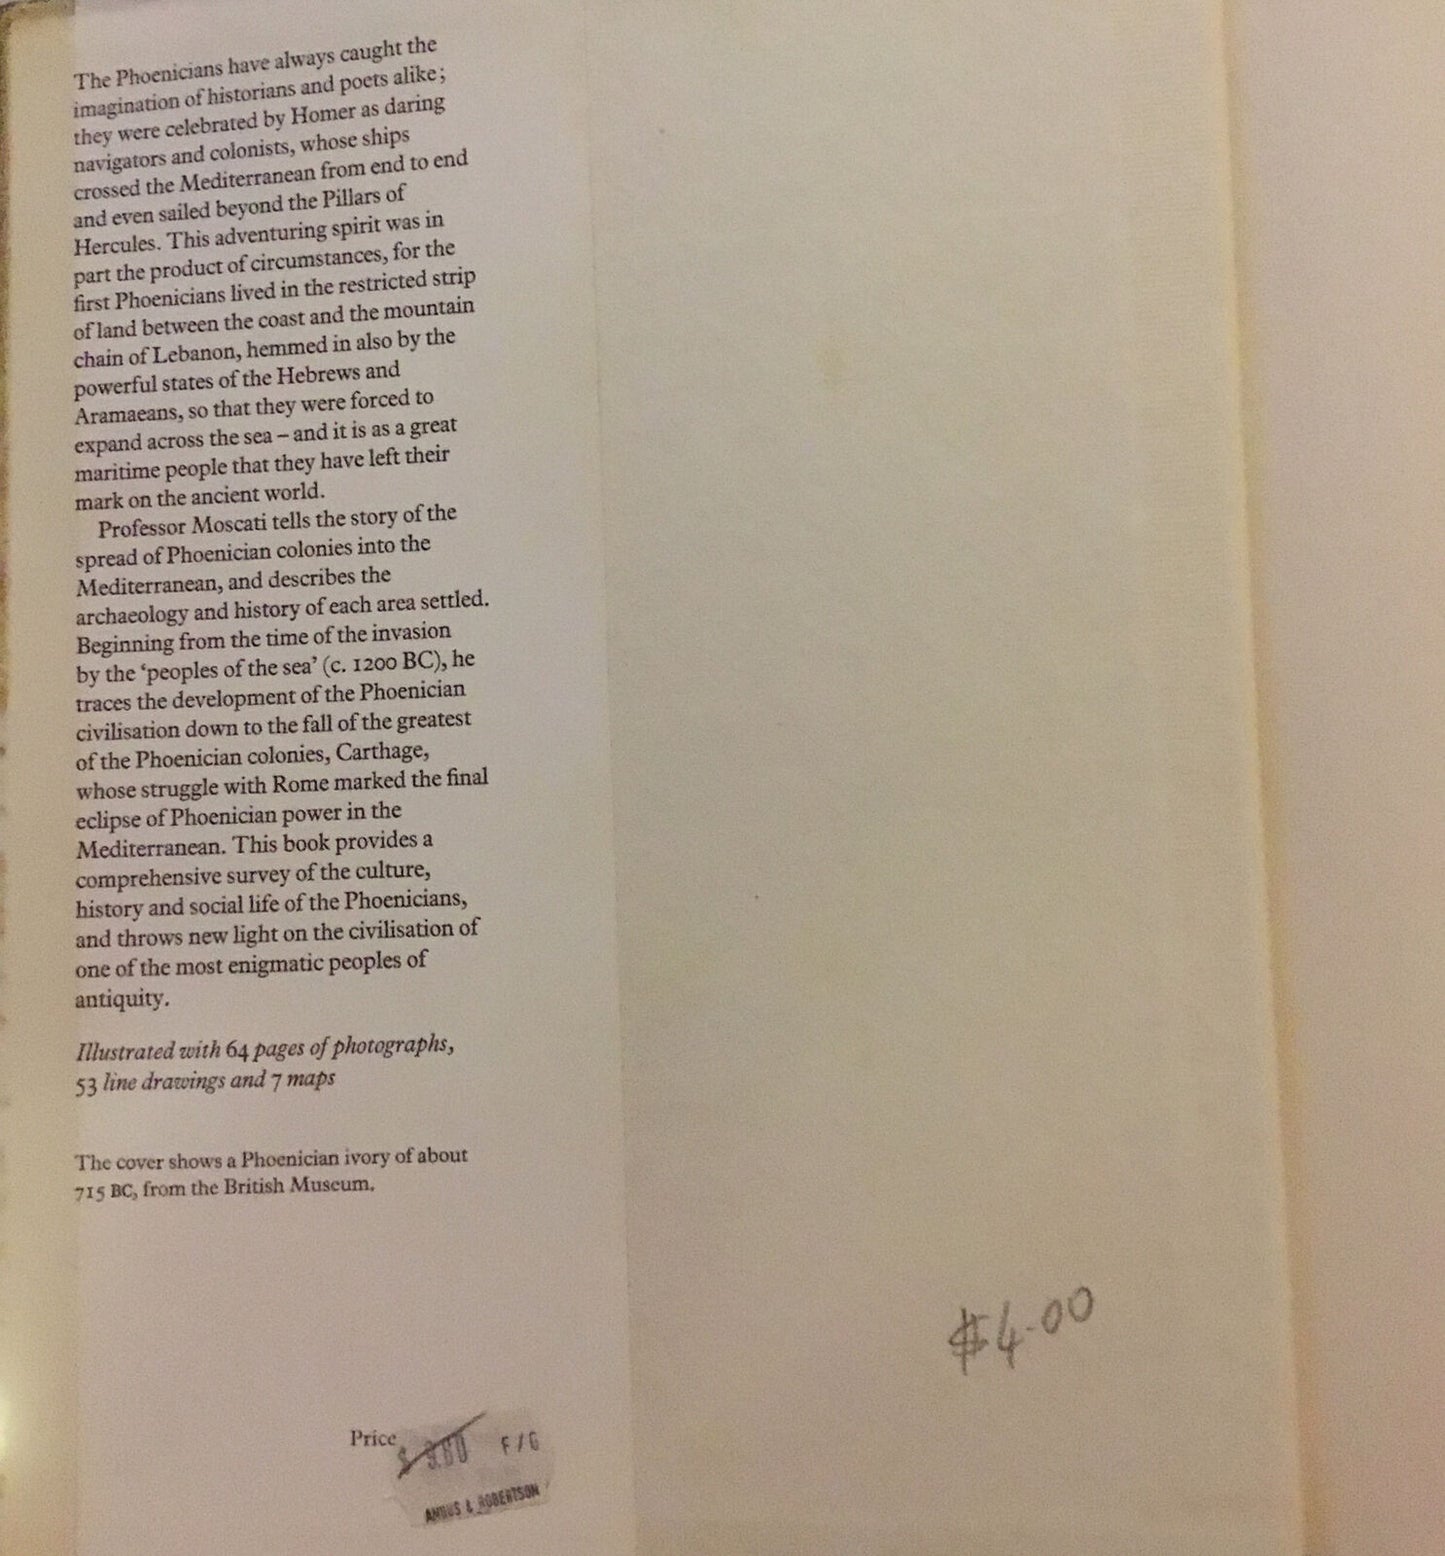 The Phoenicians have always caught the
imagination of historians and poets alike;
they were celebrated by Homer as daring
navigators and colonists, whose ships
crossed the Mediterranean from end to end
and even sailed beyond the Pillars of
Hercules. This adventuring spirit was in
part the product of circumstances, for the
first Phoenicians lived in the restricted strip
of land between the coast and the mountain
chain of Lebanon, hemmed in also by the
powerful states of the Hebrews and
Aramaeans, so that they were forced to
expand across the sea – and it is as a great
maritime people that they have left their
mark on the ancient world.
Professor Moscati tells the story of the
spread of Phoenician colonies into the
Mediterranean, and describes the
archaeology and history of each area settled.
Beginning from the time of the invasion
by the ‘peoples of the sea’ (c. 1200 BC), he
traces the development of the Phoenician
civilisation down to the fall of the greatest
of the Phoenician colonies, Carthage,
whose struggle with Rome marked the final
eclipse of Phoenician power in the
Mediterranean. This book provides a
comprehensive survey of the culture,
history and social life of the Phoenicians,
and throws new light on the civilisation of
one of the most enigmatic peoples of
antiquity.
Illustrated with 64 pages of photographs,
53 line drawings and 7 maps
The cover shows a Phoenician ivory of about
715 BC, from the British Museum.
$4.00
Price
F/G
ANGUS & ROBERTSON